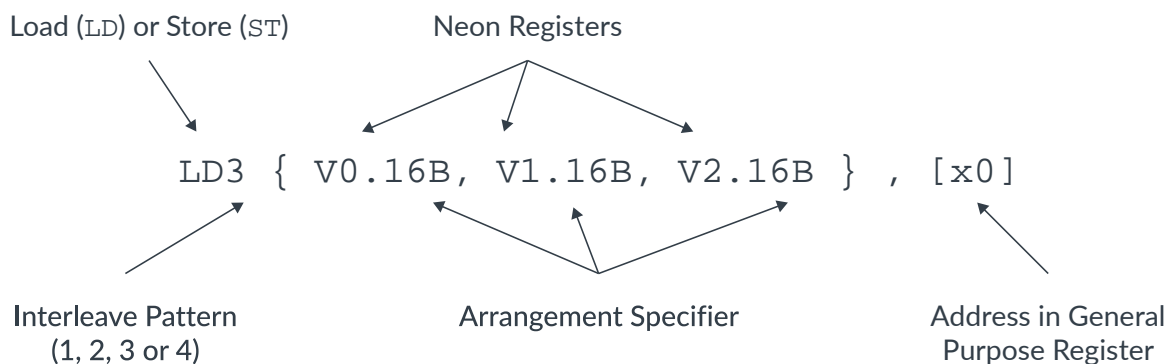 Load (LD) or Store (ST)
Neon Registers
LD3 { V0.16B, V1.16B, V2.16B } , [x0]
Interleave Pattern
(1, 2, 3 or 4)
Arrangement Specifier
Address in General
Purpose Register